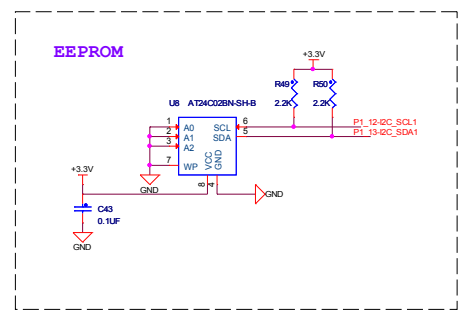 EEPROM
+3.3V
R49 R50
2.2K 2.2K
U8 AT24C02BN-SH-B
1 A0 SCL 6 P1_12-I2C_SCL1
2 A1 SDA 5 P1_13-I2C_SDA1
3 A2
7 WP VCC GND
8 4
GND
GND
+3.3V
C43
0.1UF
GND